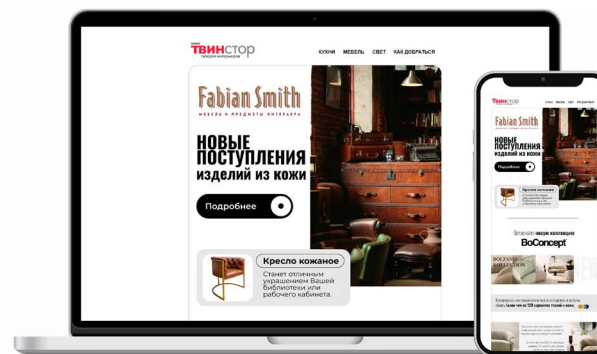 ТВИНСТОР
галерея интерьеров
КУХНИ МЕБЕЛЬ СВЕТ КАК ДОБРАТЬСЯ
Fabian Smith
МЕБЕЛЬ И ПРЕДМЕТЫ ИНТЕРЬЕРА
НОВЫЕ
ПОСТУПЛЕНИЯ
изделий из кожи
Подробнее
Кресло кожаное
Станет отличным
украшением Вашей
библиотеки или
рабочего кабинета.
ТВИНСТОР
Fabian Smith
НОВЫЕ
ПОСТУПЛЕНИЯ
изделий из кожи
Подробнее
Кресло кожаное
Встречайте новую коллекцию
BoConcept